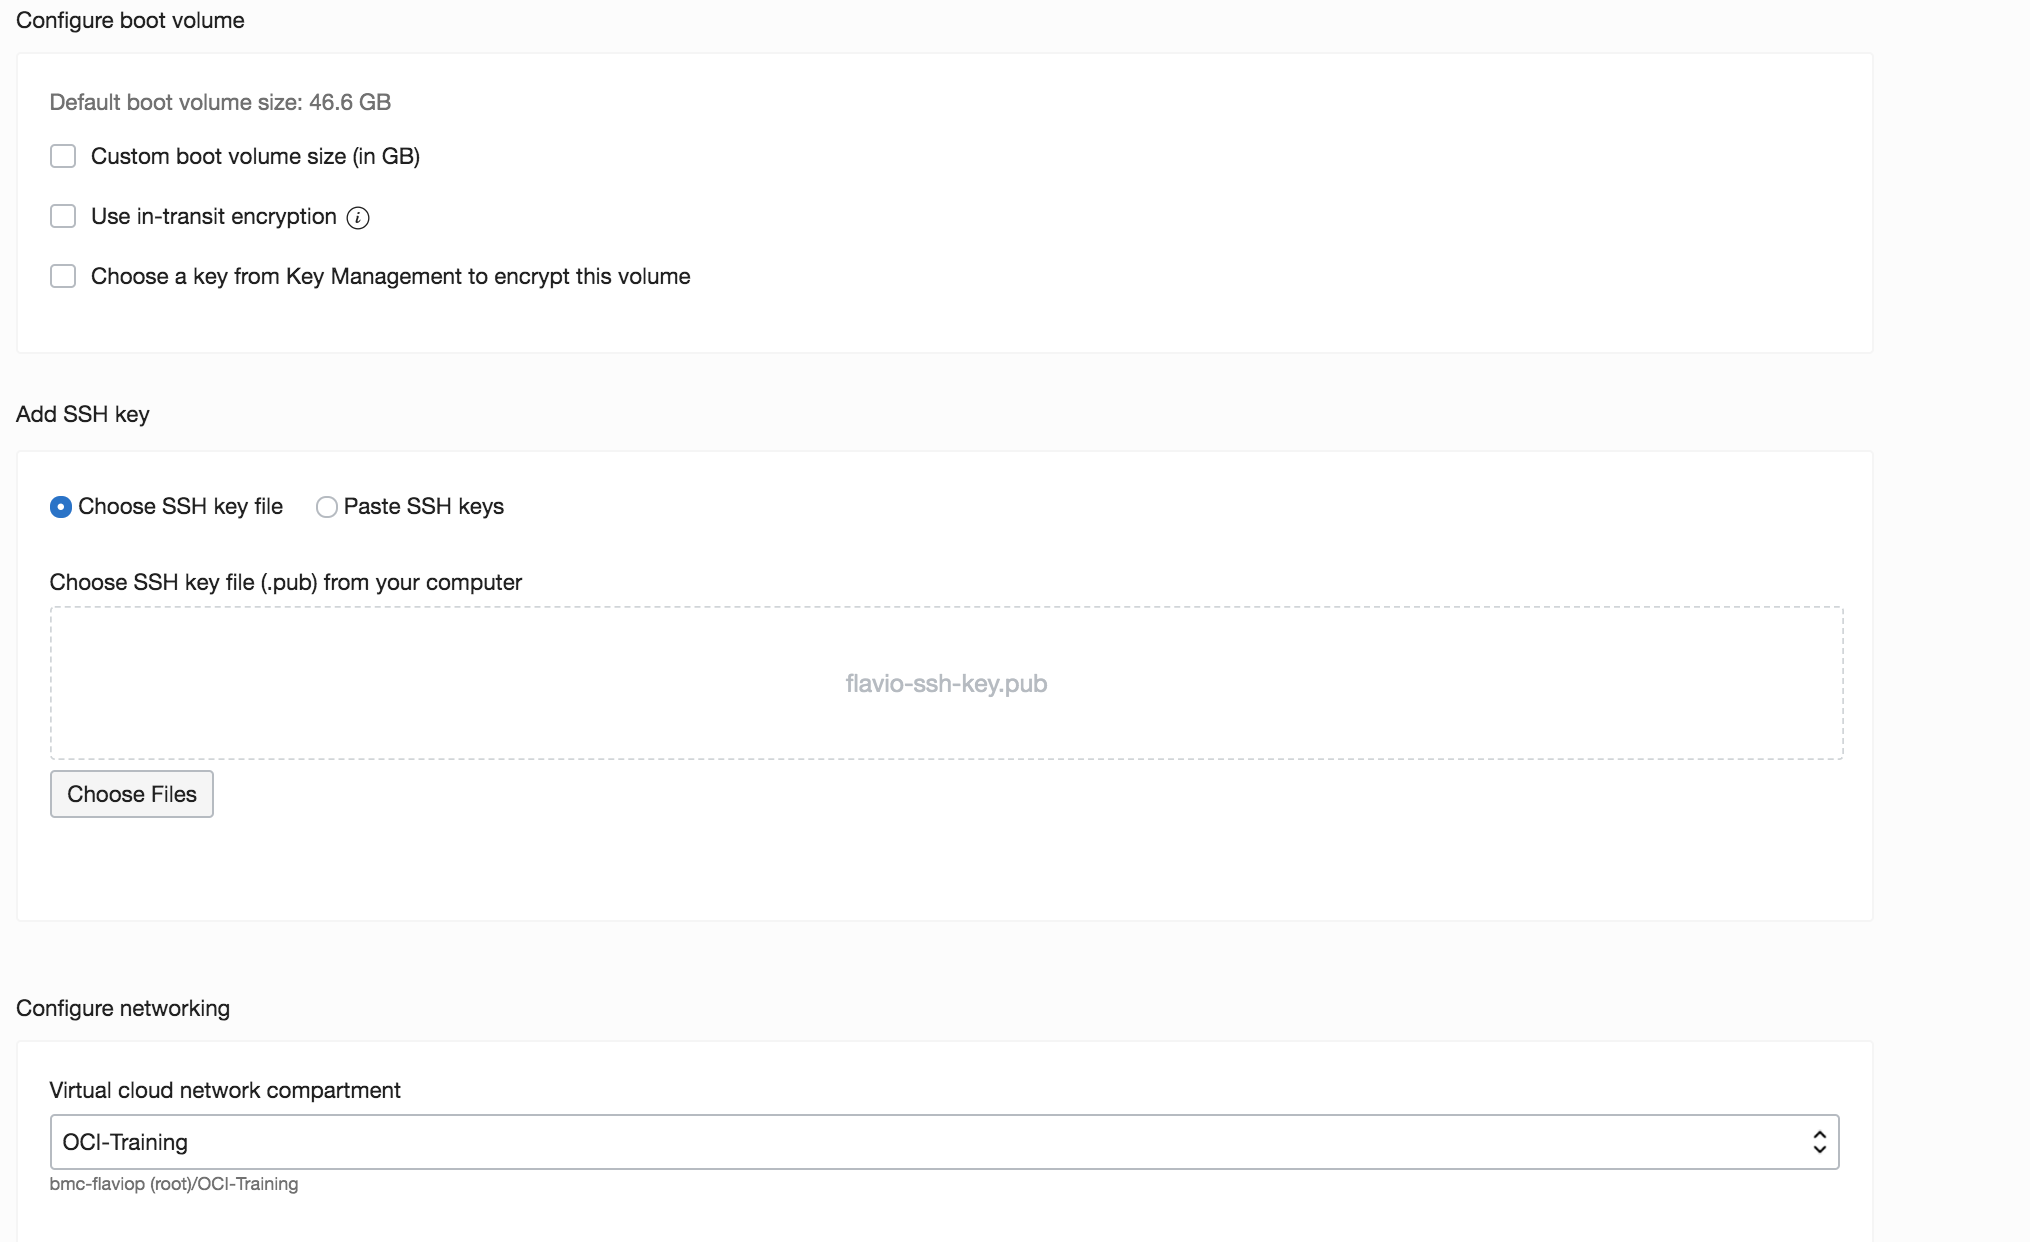 Configure boot volume
Default boot volume size: 46.6 GB
Custom boot volume size (in GB)
Use in-transit encryption
Choose a key from Key Management to encrypt this volume
Add SSH key
Choose SSH key file Paste SSH keys
Choose SSH key file (.pub) from your computer
flavio-ssh-key.pub
Choose Files
Configure networking
Virtual cloud network compartment
OCI-Training
bmc-flaviop (root)/OCI-Training